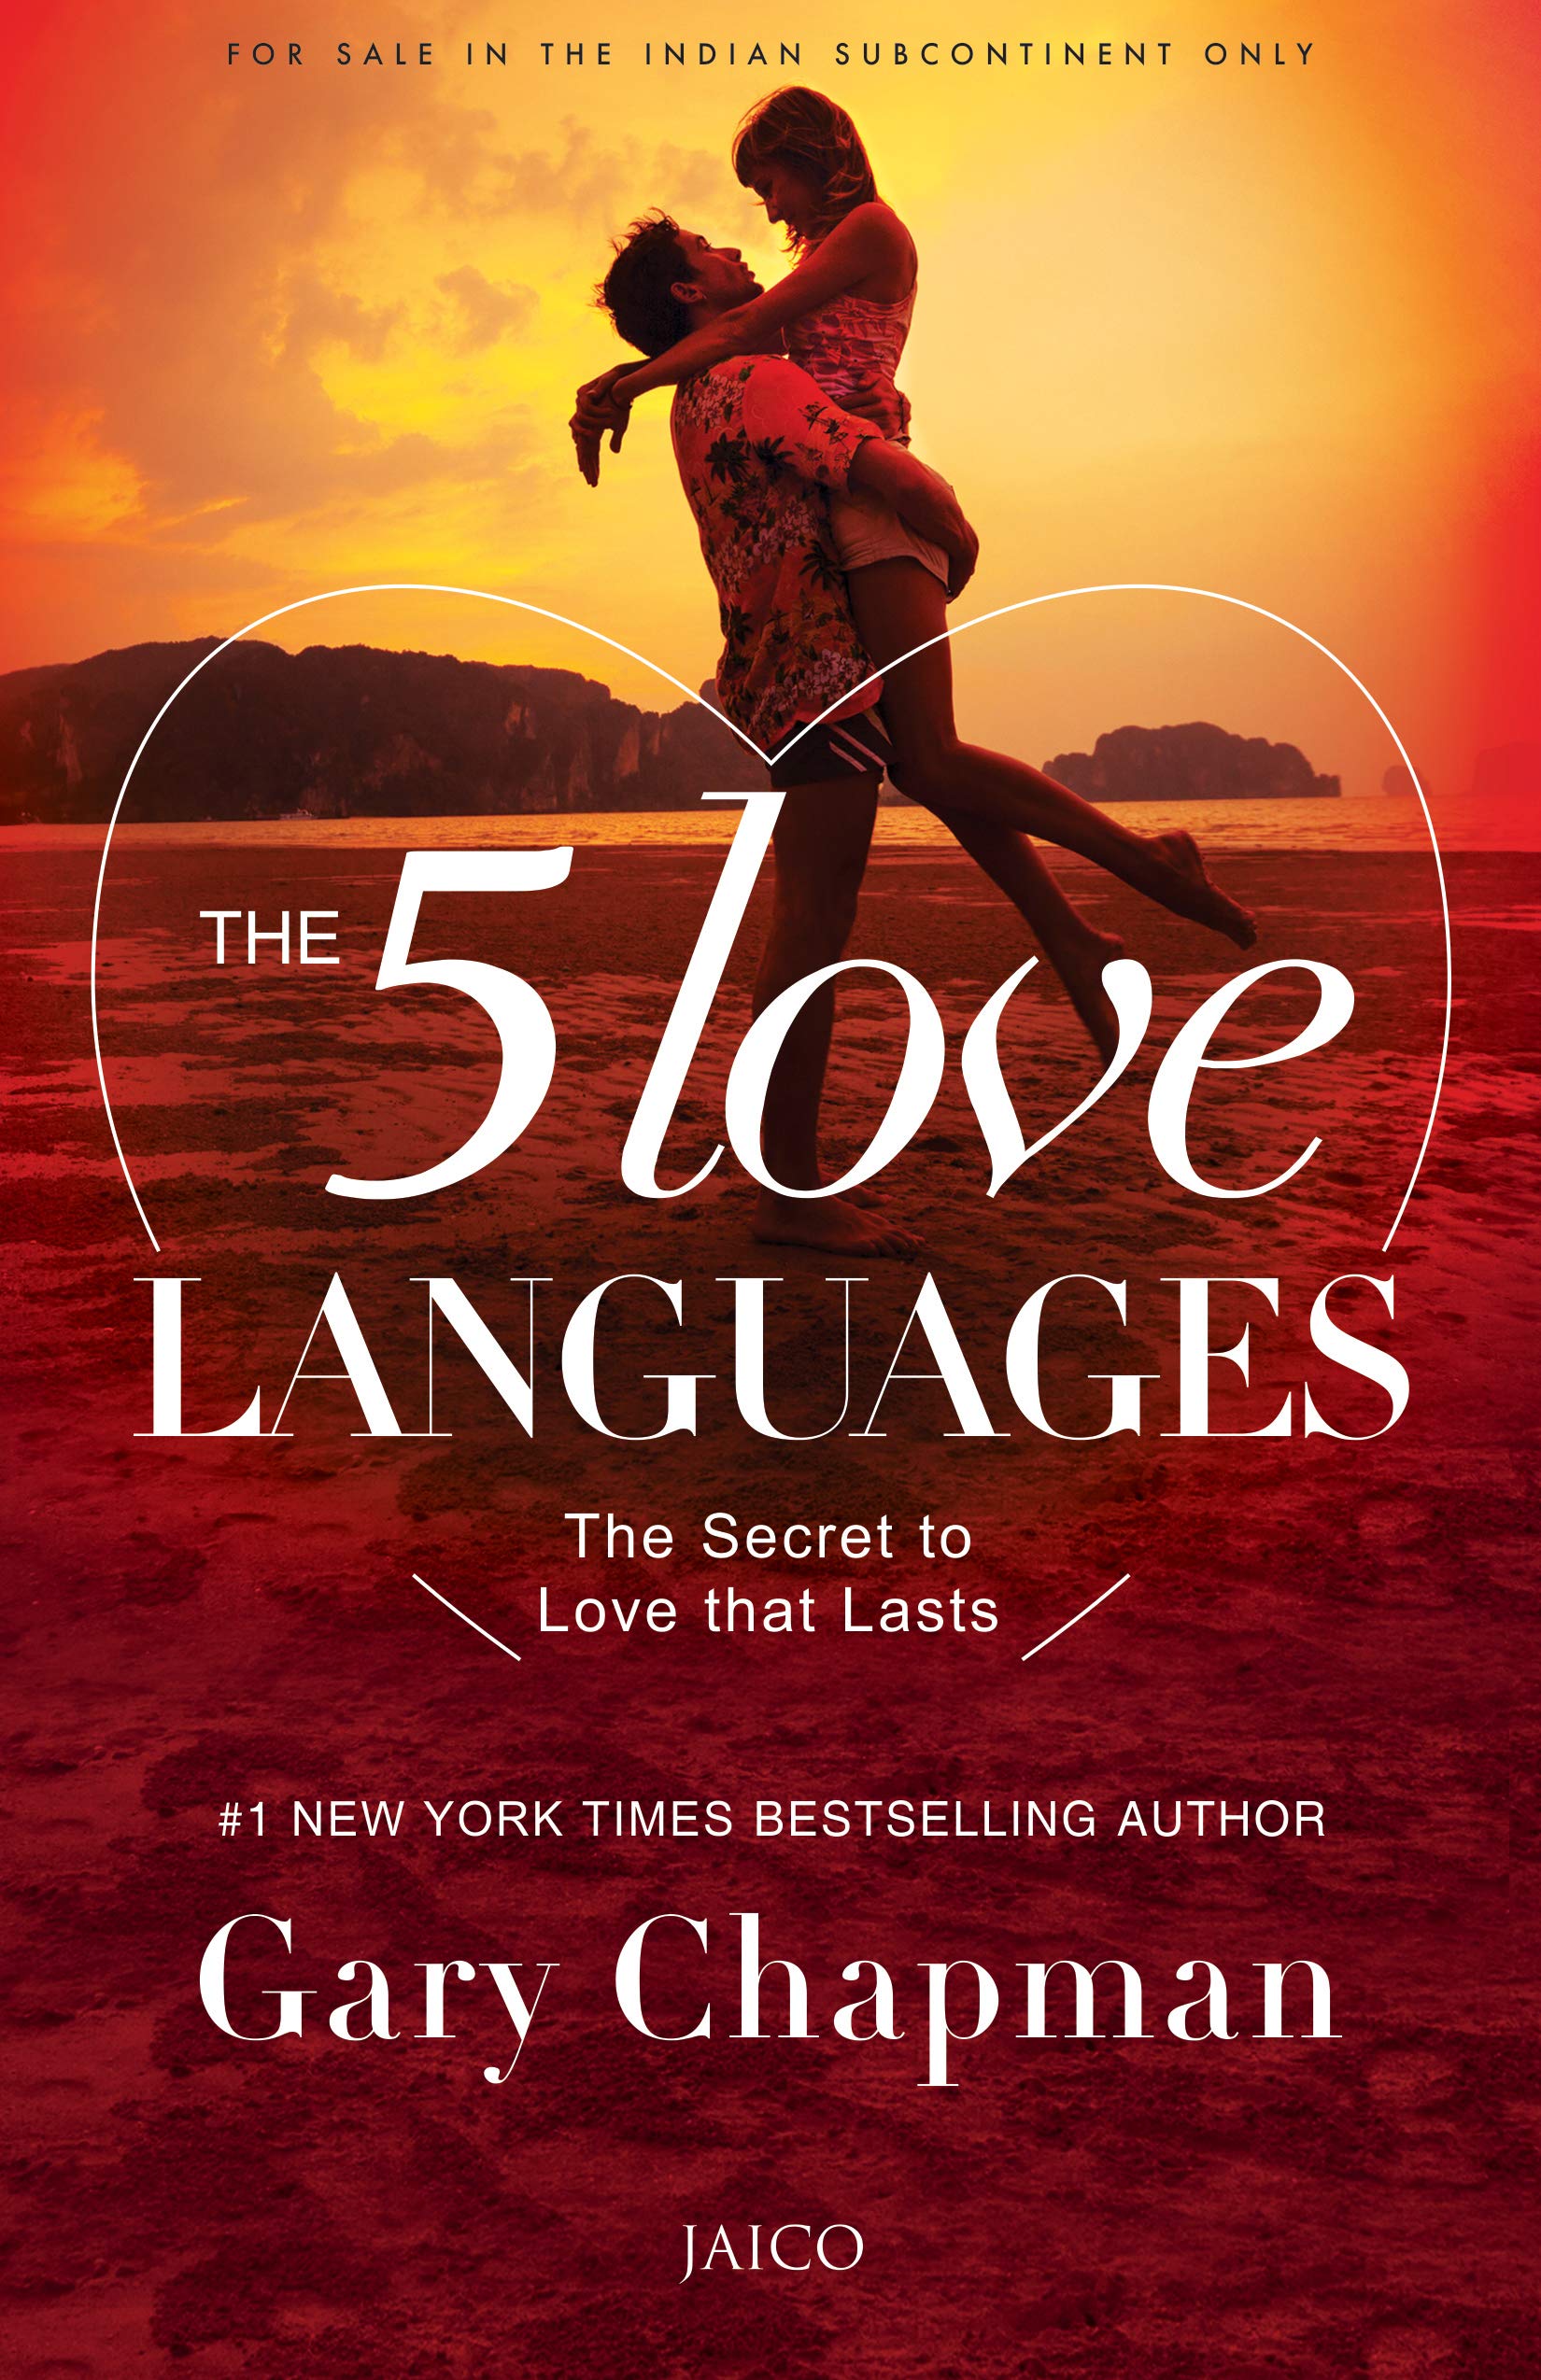 FOR SALE IN THE INDIAN SUBCONTINENT ONLY
THE 5 love
LANGUAGES
The Secret to
Love that Lasts
#1 NEW YORK TIMES BESTSELLING AUTHOR
Gary Chapman
JAICO